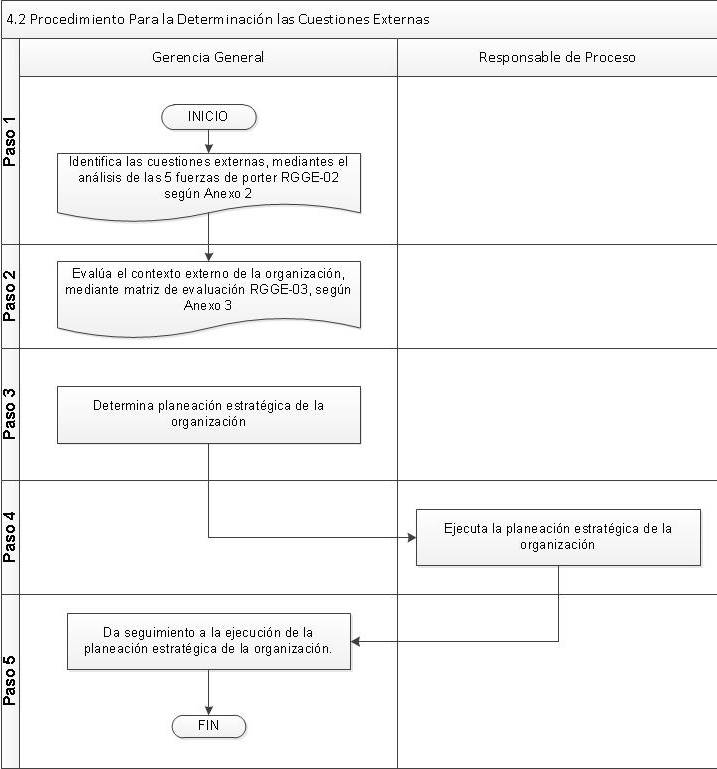 4.2 Procedimiento Para la Determinación las Cuestiones Externas
Gerencia General
Responsable de Proceso
Paso 1
INICIO
Identifica las cuestiones externas, mediantes el
análisis de las 5 fuerzas de porter RGGE-02
según Anexo 2
Paso 2
Evalúa el contexto externo de la organización,
mediante matriz de evaluación RGGE-03, según
Anexo 3
Paso 3
Determina planeación estratégica de la
organización
Paso 4
Ejecuta la planeación estratégica de la
organización
Paso 5
Da seguimiento a la ejecución de la
planeación estratégica de la organización.
FIN